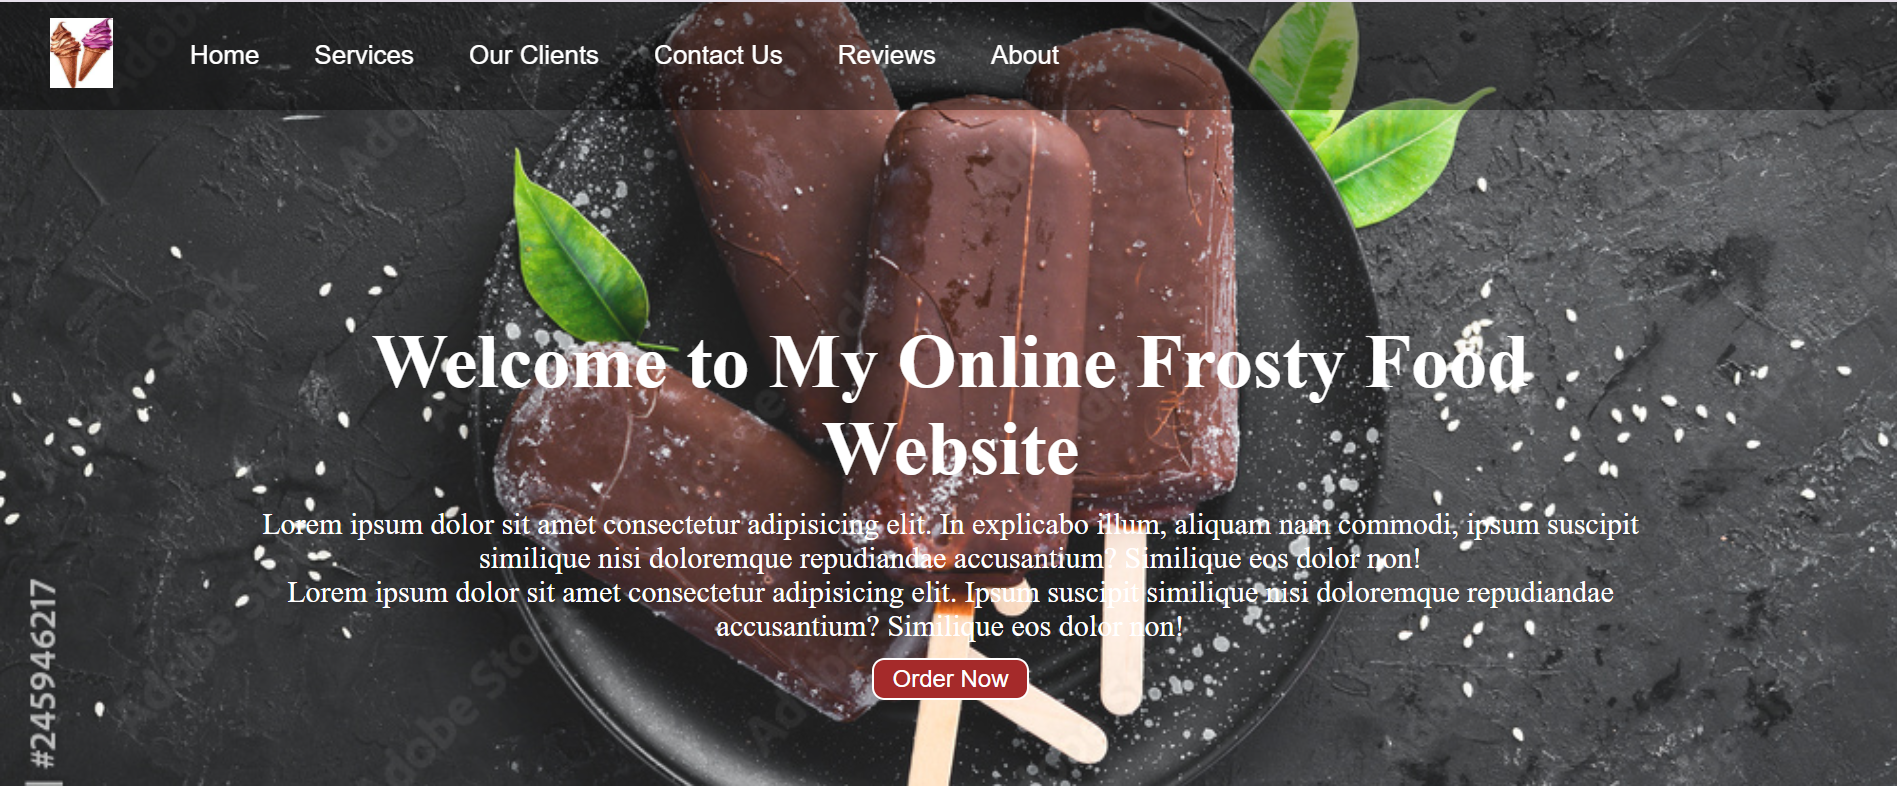 Home Services Our Clients Contact Us Reviews About
Welcome to My Online Frosty Food
Website
Lorem ipsum dolor sit amet consectetur adipisicing elit. In explicabo illum, aliquam nam commodi, ipsum suscipit
similique nisi doloremque repudiandae accusantium? Similique eos dolor non!
Lorem ipsum dolor sit amet consectetur adipisicing elit. Ipsum suscipit similique nisi doloremque repudiandae
accusantium? Similique eos dolor non!
Order Now
| #245946217
Adobe Stock